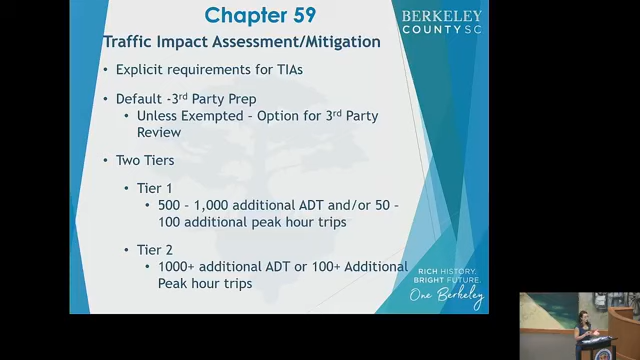 Chapter 59
BERKELEY
COUNTY SC
Traffic Impact Assessment/Mitigation
• Explicit requirements for TIAs
• Default -3rd Party Prep
• Unless Exempted – Option for 3rd Party
Review
• Two Tiers
• Tier 1
• 500 – 1,000 additional ADT and/or 50 –
100 additional peak hour trips
• Tier 2
• 1000+ additional ADT or 100+ Additional
Peak hour trips
RICH HISTORY.
BRIGHT FUTURE.
One Berkeley